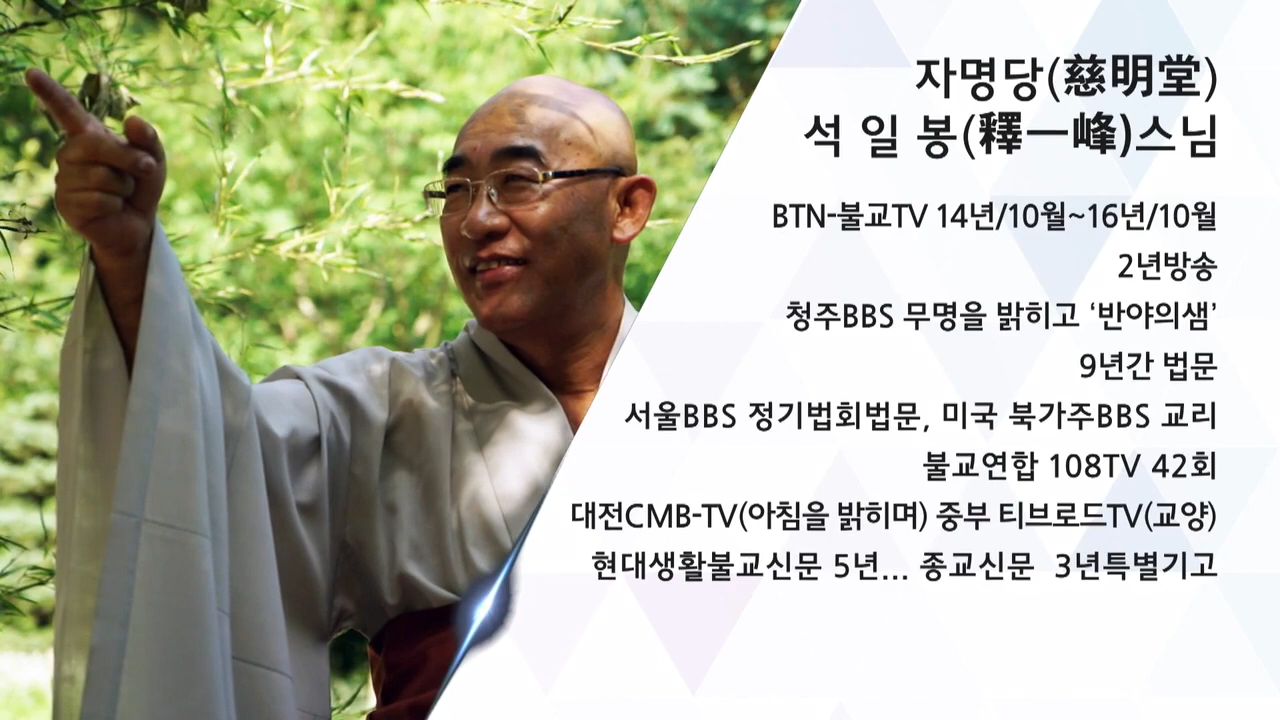 자명당(慈明堂)
석 일 봉(釋一峰)스님
BTN-불교TV 14년/10월~16년/10월
2년방송
청주BBS 무명을 밝히고 ‘반야의샘’
9년간 법문
서울BBS 정기법회법문, 미국 북가주BBS 교리
불교연합 108TV 42회
대전CMB-TV(아침을 밝히며) 중부 티브로드TV(교양)
현대생활불교신문 5년... 종교신문 3년특별기고